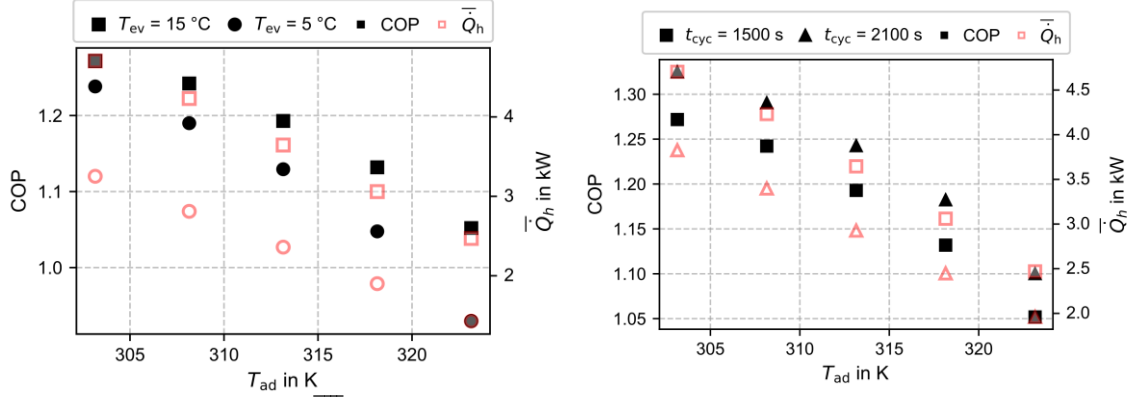 T_ev = 15 °C T_ev = 5 °C COP Q̇_h
1.2
1.1
1.0
COP
4
3
2
Q̇_h in kW
305 310 315 320
T_ad in K
t_cyc = 1500 s t_cyc = 2100 s COP Q̇_h
1.30
1.25
1.20
1.15
1.10
1.05
COP
4.5
4.0
3.5
3.0
2.5
2.0
Q̇_h in kW
305 310 315 320
T_ad in K